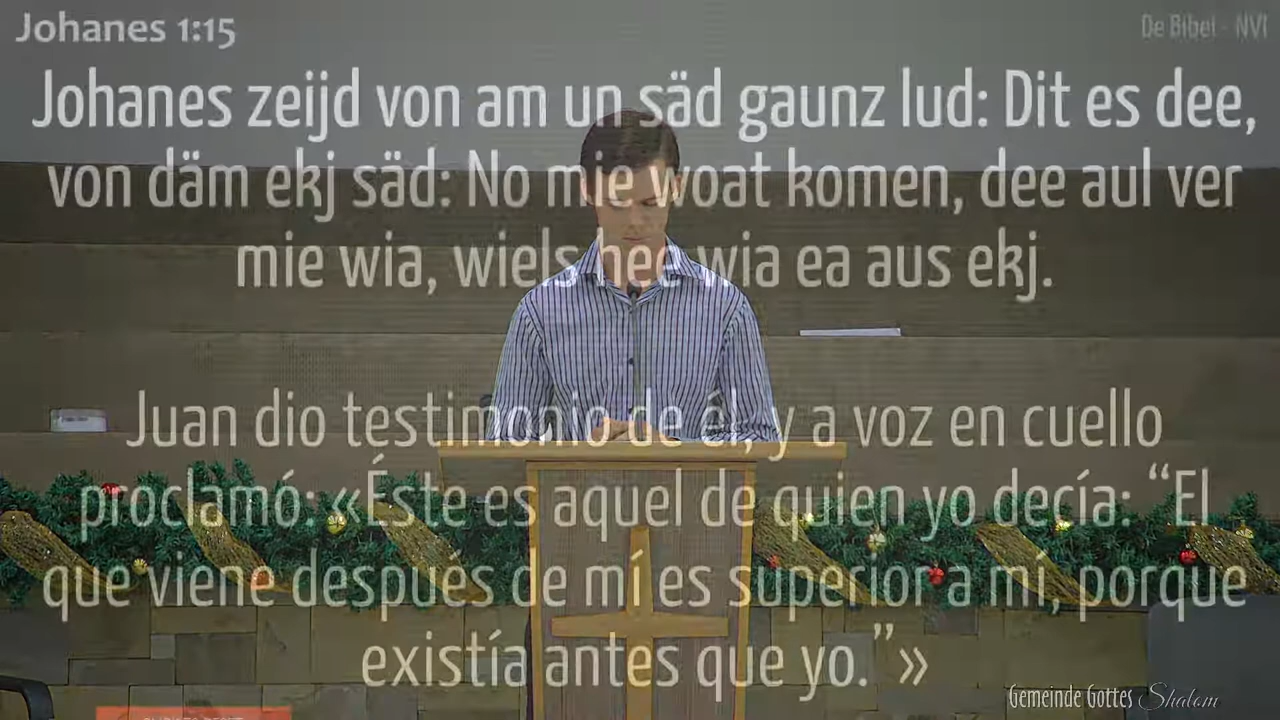 Johanes 1:15
De Bibel - NVI
Johanes zeijd von am un säd gaunz lud: Dit es dee,
von däm ekj säd: No mie woat komen, dee aul ver
mie wia, wiels hee wia ea aus ekj.
Juan dio testimonio de él, y a voz en cuello
proclamó: «Éste es aquel de quien yo decía: “El
que viene después de mí es superior a mí, porque
existía antes que yo.”»
Gemeinde Gottes Shalom